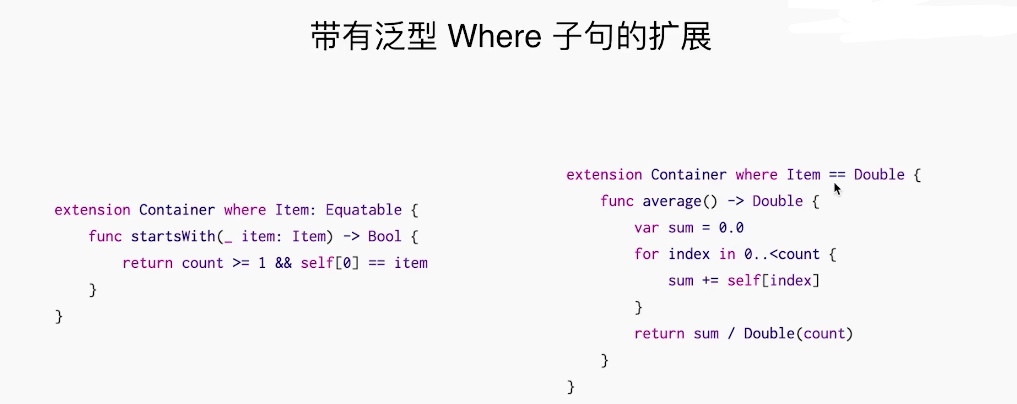 带有泛型 Where 子句的扩展
extension Container where Item: Equatable {
    func startsWith(_ item: Item) -> Bool {
        return count >= 1 && self[0] == item
    }
}
extension Container where Item == Double {
    func average() -> Double {
        var sum = 0.0
        for index in 0..<count {
            sum += self[index]
        }
        return sum / Double(count)
    }
}